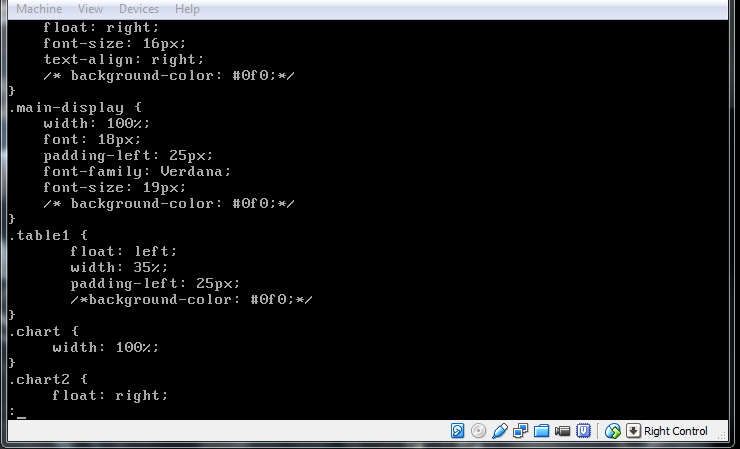 Machine View Devices Help
    float: right;
    font-size: 16px;
    text-align: right;
    /* background-color: #0f0;*/
}
.main-display {
    width: 100%;
    font: 18px;
    padding-left: 25px;
    font-family: Verdana;
    font-size: 19px;
    /* background-color: #0f0;*/
}
.table1 {
       float: left;
       width: 35%;
       padding-left: 25px;
       /*background-color: #0f0;*/
}
.chart {
     width: 100%;
}
.chart2 {
     float: right;
:_
Right Control